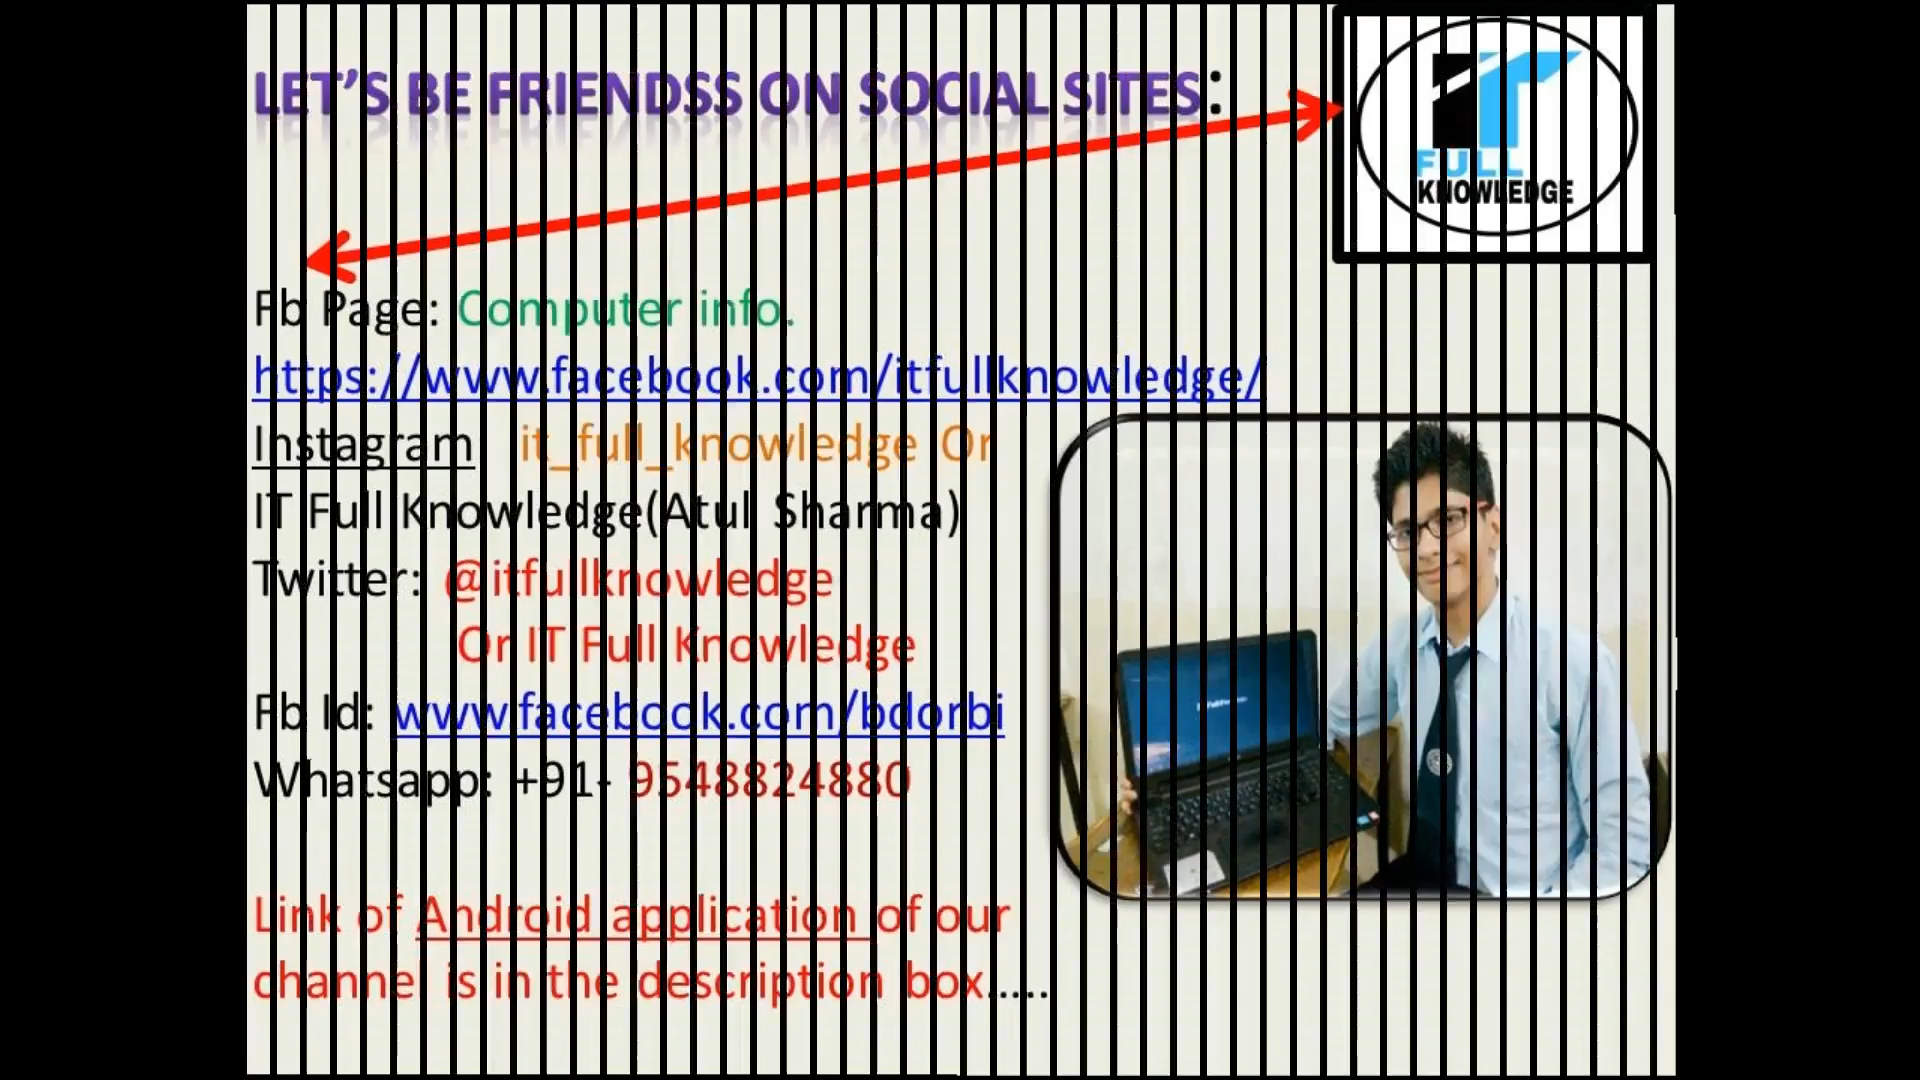 LET'S BE FRIENDSS ON SOCIAL SITES:
IT
FULL
KNOWLEDGE
Fb Page: Computer info.
https://www.facebook.com/itfullknowledge/
Instagram it_full_knowledge Or
IT Full Knowledge(Atul Sharma)
Twitter: @itfullknowledge
Or IT Full Knowledge
Fb Id: www.facebook.com/bdorbi
Whatsapp: +91- 9548824880
Link of Android application of our
channel is in the description box.....